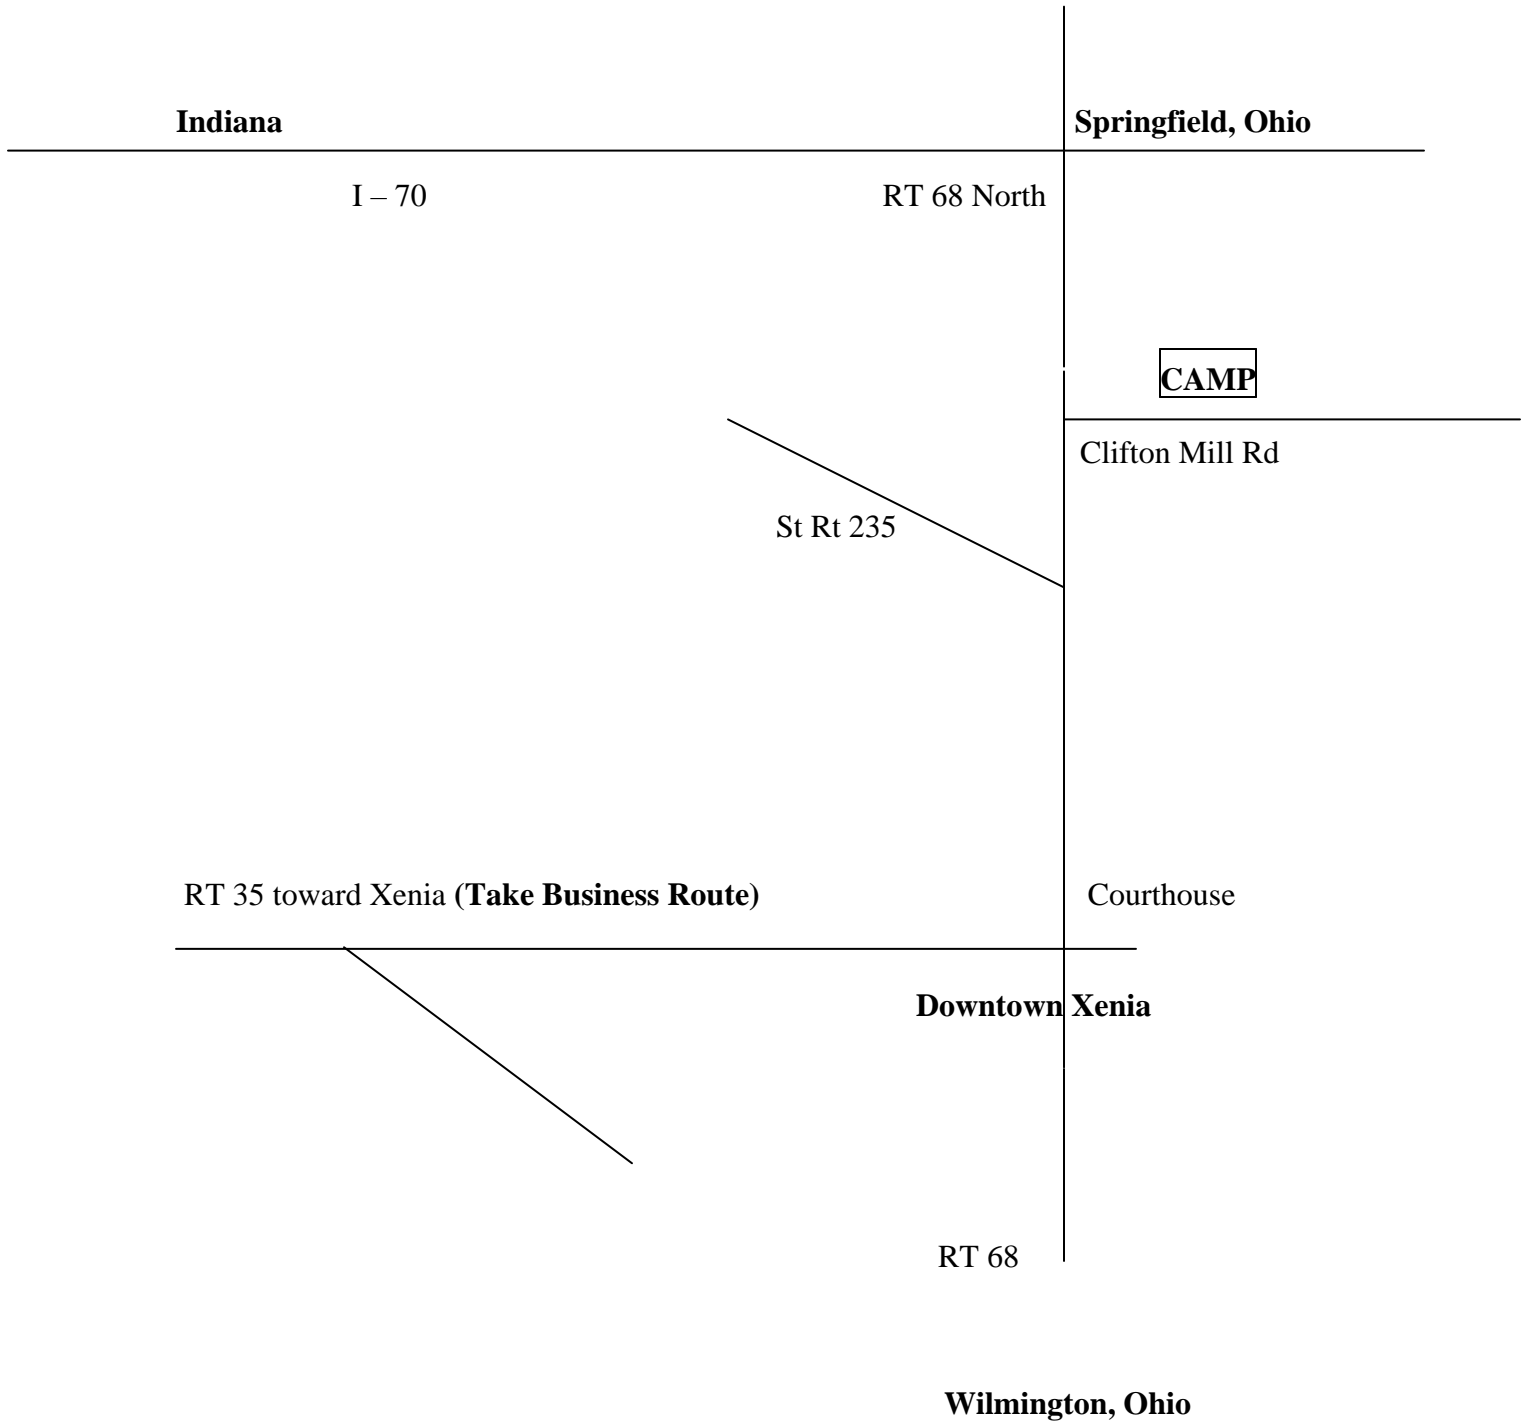 Indiana
Springfield, Ohio
I – 70
RT 68 North
CAMP
Clifton Mill Rd
St Rt 235
RT 35 toward Xenia (Take Business Route)
Courthouse
Downtown Xenia
RT 68
Wilmington, Ohio